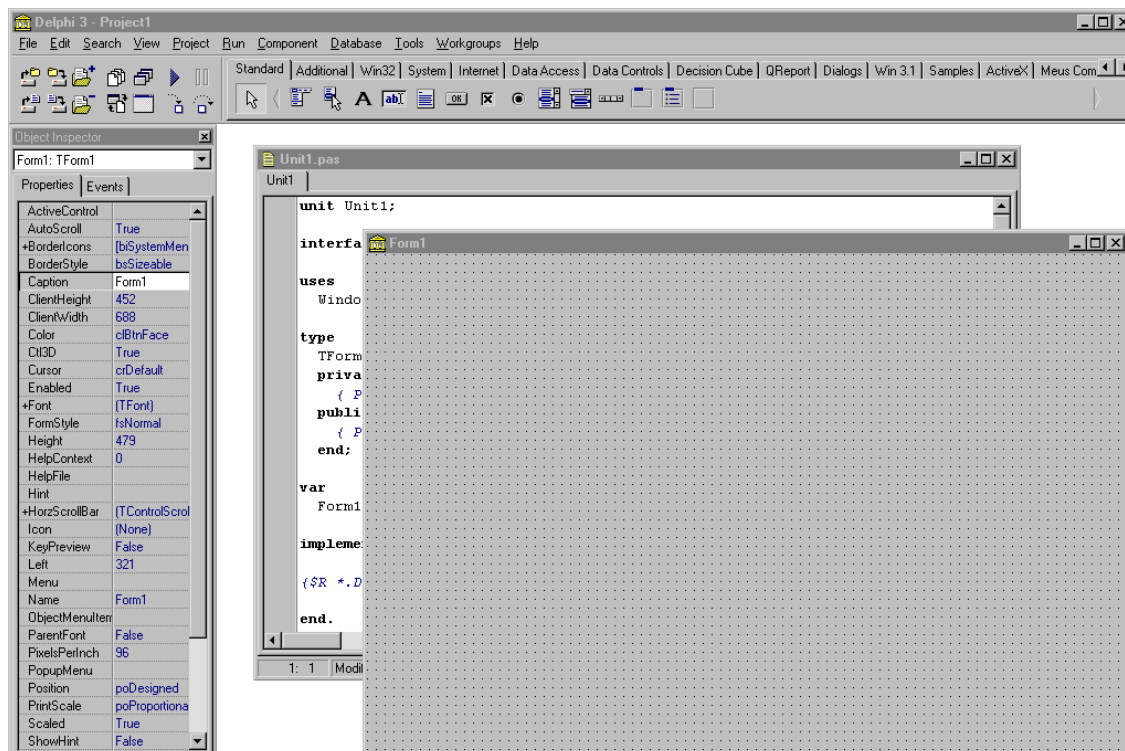 Delphi 3 - Project1
File Edit Search View Project Run Component Database Tools Workgroups Help
Standard Additional Win32 System Internet Data Access Data Controls Decision Cube QReport Dialogs Win 3.1 Samples ActiveX Meus Com
A ab OK
Object Inspector
Form1: TForm1
Properties Events
ActiveControl
AutoScroll True
+BorderIcons [biSystemMen
BorderStyle bsSizeable
Caption Form1
ClientHeight 452
ClientWidth 688
Color clBtnFace
Ctl3D True
Cursor crDefault
Enabled True
+Font (TFont)
FormStyle fsNormal
Height 479
HelpContext 0
HelpFile
Hint
+HorzScrollBar (TControlScrol
Icon (None)
KeyPreview False
Left 321
Menu
Name Form1
ObjectMenuItem
ParentFont False
PixelsPerInch 96
PopupMenu
Position poDesigned
PrintScale poProportiona
Scaled True
ShowHint False
Unit1.pas
Unit1
unit Unit1;
interfa
uses
Windo
type
TForm
priva
{ P
publi
{ P
end;
var
Form1
impleme
{$R *.D
end.
1: 1 Modif
Form1